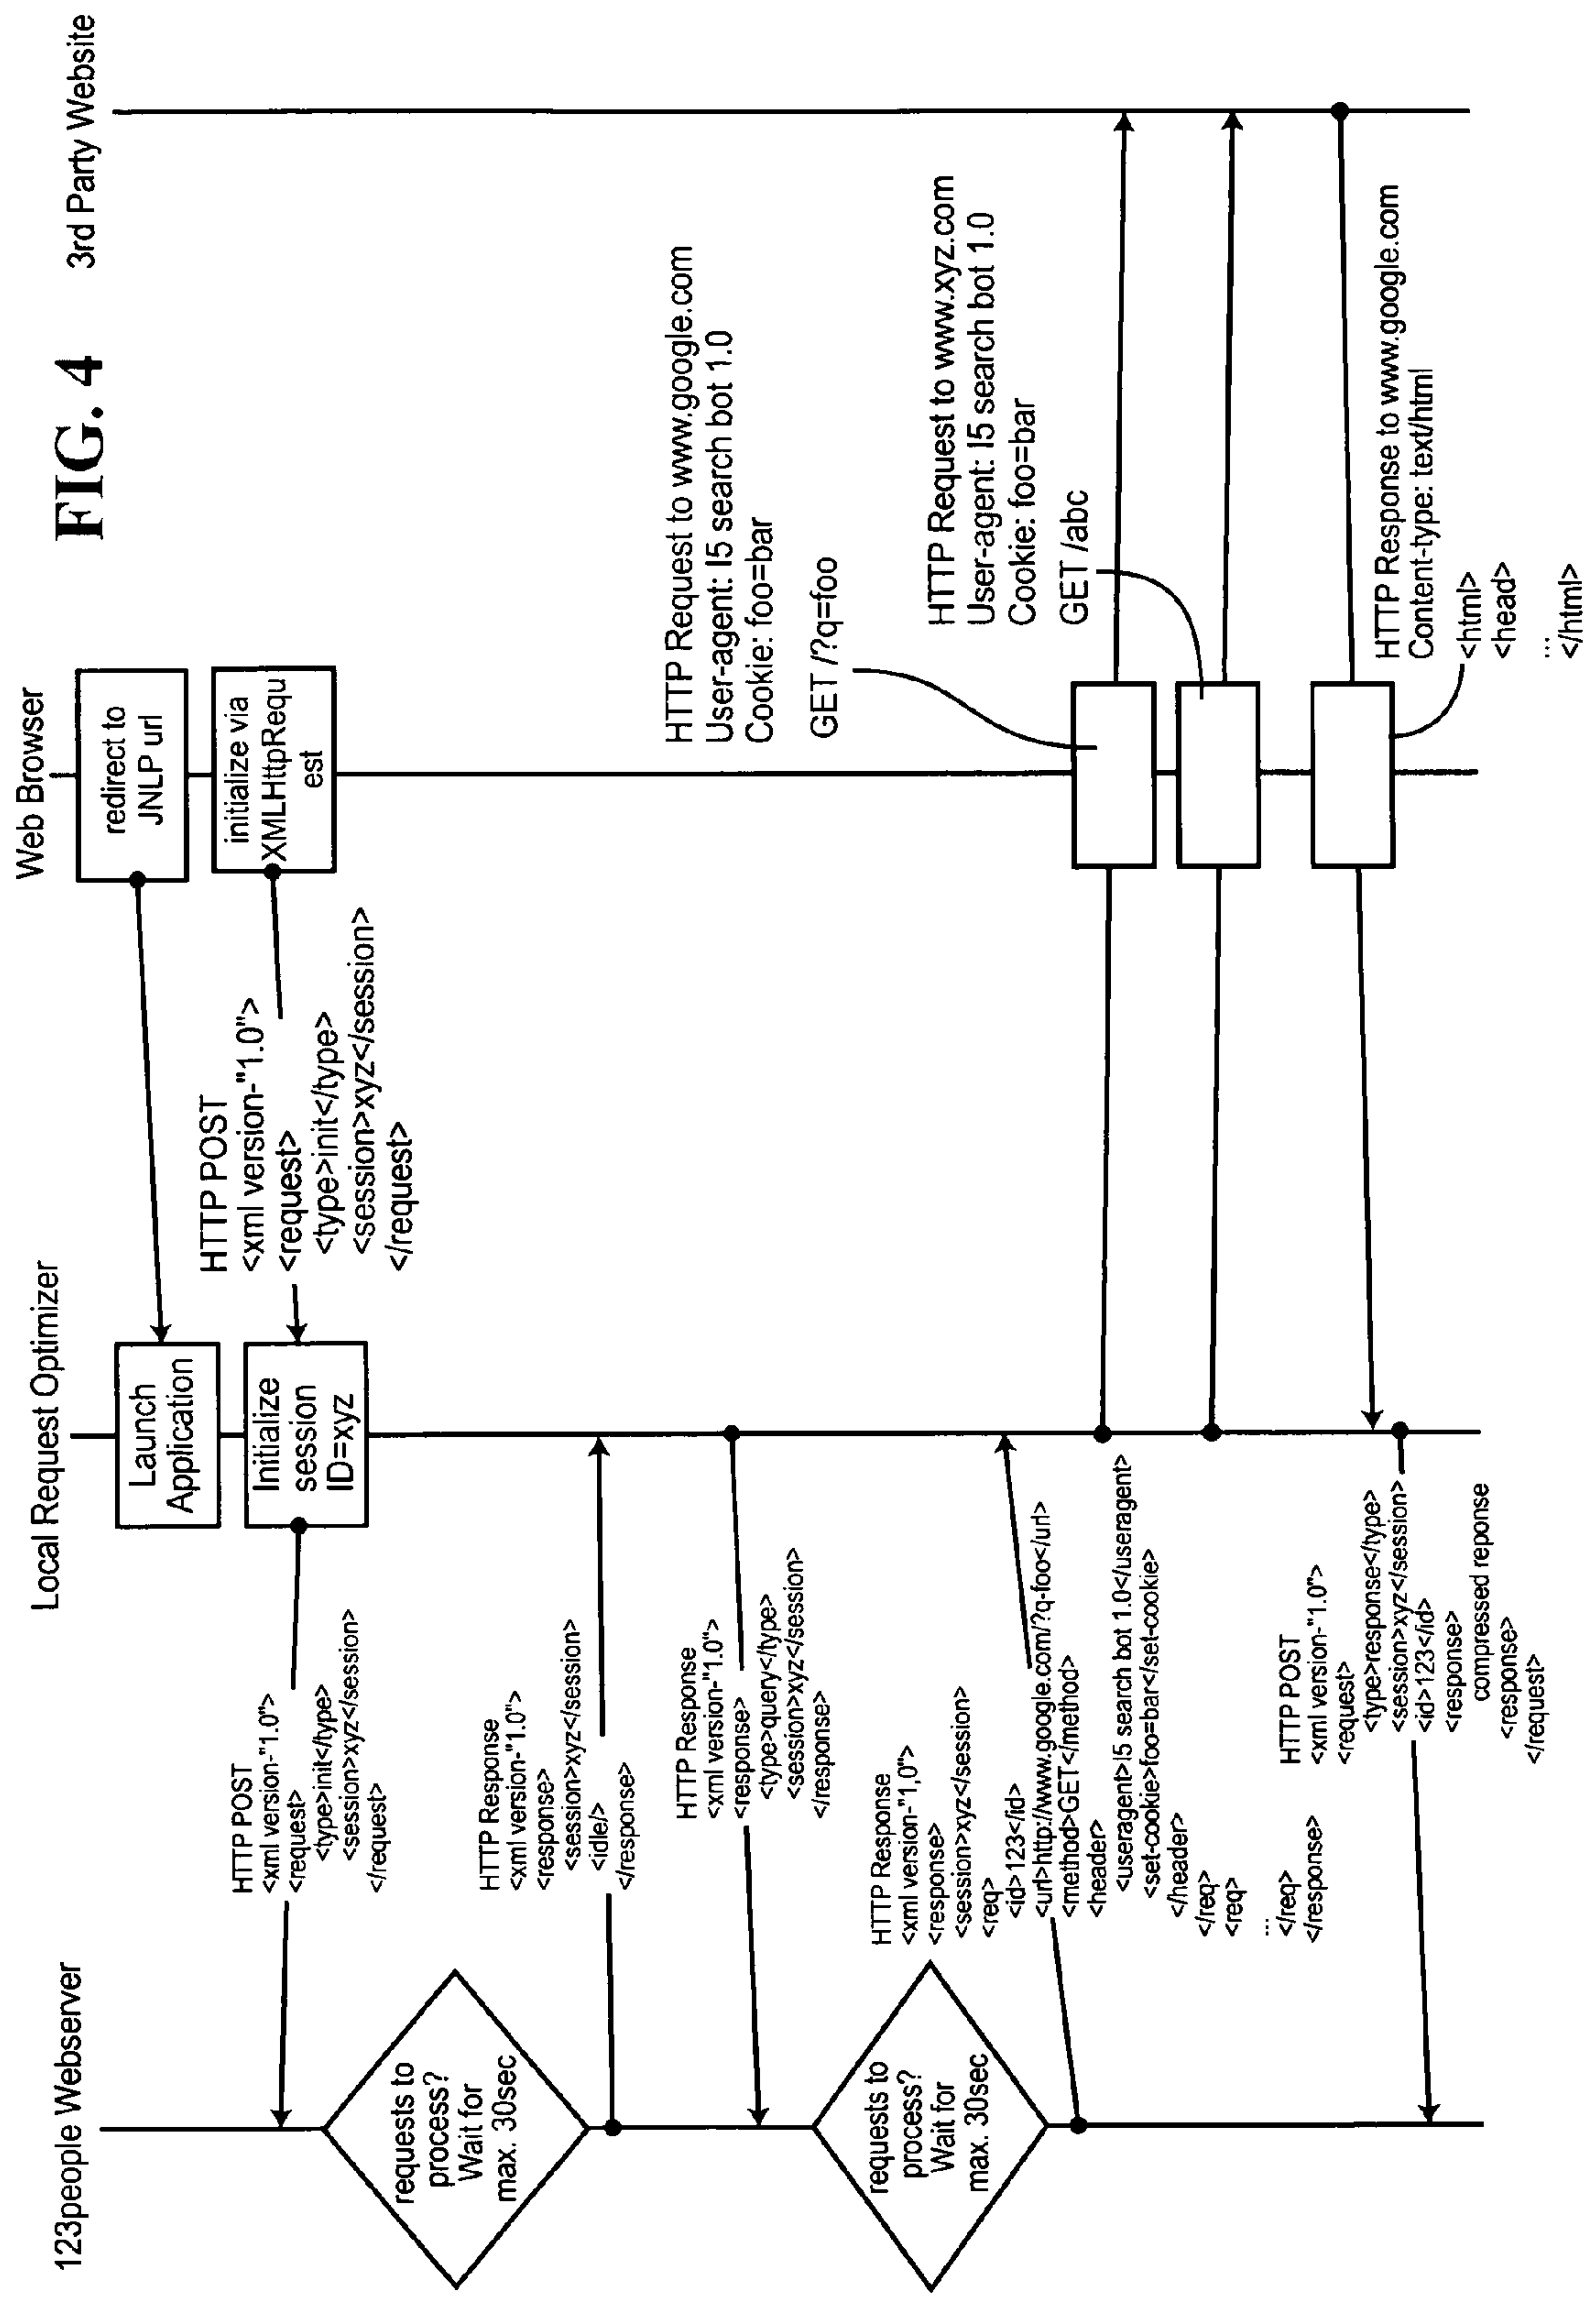 FIG. 4
123people Webserver
Local Request Optimizer
Web Browser
3rd Party Website
redirect to
JNLP url
Launch
Application
initialize via
XMLHttpRequ
est
HTTP POST
<xml version-"1.0">
<request>
<type>init</type>
<session>xyz</session>
</request>
Initialize
session
ID=xyz
HTTP POST
<xml version-"1.0">
<request>
<type>init</type>
<session>xyz</session>
</request>
requests to
process?
Wait for
max. 30sec
HTTP Response
<xml version-"1.0">
<response>
<session>xyz</session>
<idle/>
</response>
HTTP Response
<xml version-"1.0">
<response>
<type>query</type>
<session>xyz</session>
</response>
requests to
process?
Wait for
max. 30sec
HTTP Response
<xml version-"1,0">
<response>
<session>xyz</session>
<req>
<id>123</id>
<url>http://www.google.com/?q-foo</url>
<method>GET</method>
<header>
<useragent>I5 search bot 1.0</useragent>
<set-cookie>foo=bar</set-cookie>
</header>
</req>
<req>
...
</req>
</response>
HTTP Request to www.google.com
User-agent: I5 search bot 1.0
Cookie: foo=bar
GET /?q=foo
HTTP Request to www.xyz.com
User-agent: I5 search bot 1.0
Cookie: foo=bar
GET /abc
HTTP Response to www.google.com
Content-type: text/html
<html>
<head>
...
</html>
HTTP POST
<xml version-"1.0">
<request>
<type>response</type>
<session>xyz</session>
<id>123</id>
<response>
compressed reponse
<response>
</request>